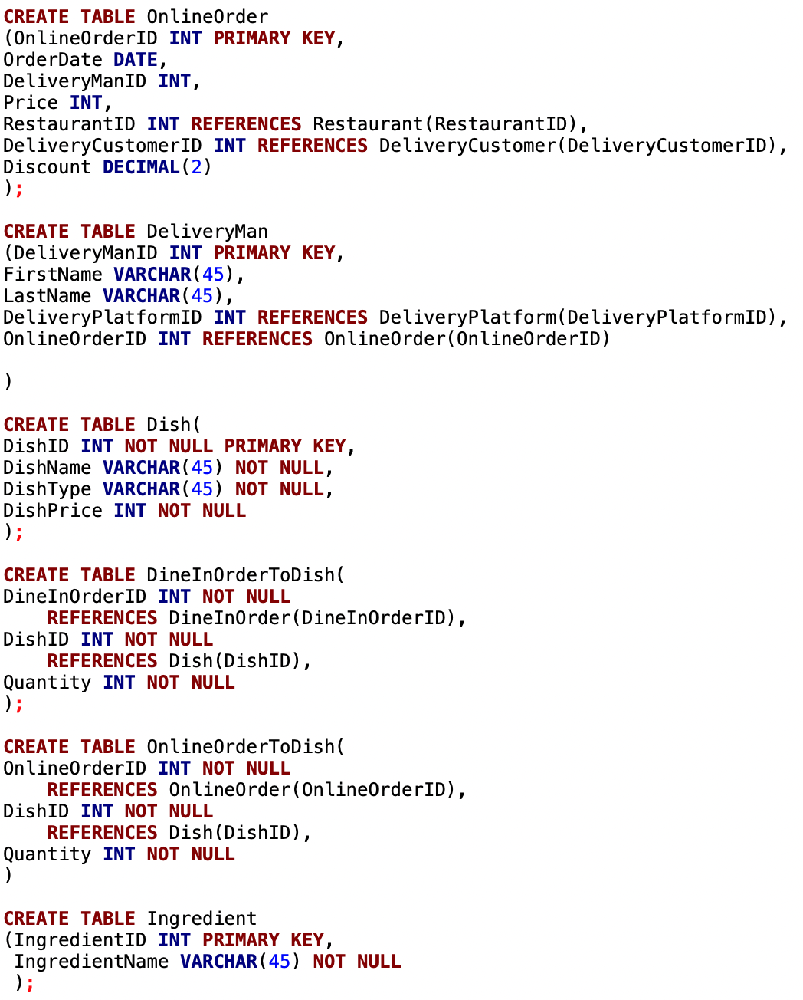 CREATE TABLE OnlineOrder
(OnlineOrderID INT PRIMARY KEY,
OrderDate DATE,
DeliveryManID INT,
Price INT,
RestaurantID INT REFERENCES Restaurant(RestaurantID),
DeliveryCustomerID INT REFERENCES DeliveryCustomer(DeliveryCustomerID),
Discount DECIMAL(2)
);

CREATE TABLE DeliveryMan
(DeliveryManID INT PRIMARY KEY,
FirstName VARCHAR(45),
LastName VARCHAR(45),
DeliveryPlatformID INT REFERENCES DeliveryPlatform(DeliveryPlatformID),
OnlineOrderID INT REFERENCES OnlineOrder(OnlineOrderID)

)

CREATE TABLE Dish(
DishID INT NOT NULL PRIMARY KEY,
DishName VARCHAR(45) NOT NULL,
DishType VARCHAR(45) NOT NULL,
DishPrice INT NOT NULL
);

CREATE TABLE DineInOrderToDish(
DineInOrderID INT NOT NULL
    REFERENCES DineInOrder(DineInOrderID),
DishID INT NOT NULL
    REFERENCES Dish(DishID),
Quantity INT NOT NULL
);

CREATE TABLE OnlineOrderToDish(
OnlineOrderID INT NOT NULL
    REFERENCES OnlineOrder(OnlineOrderID),
DishID INT NOT NULL
    REFERENCES Dish(DishID),
Quantity INT NOT NULL
)

CREATE TABLE Ingredient
(IngredientID INT PRIMARY KEY,
 IngredientName VARCHAR(45) NOT NULL
 );